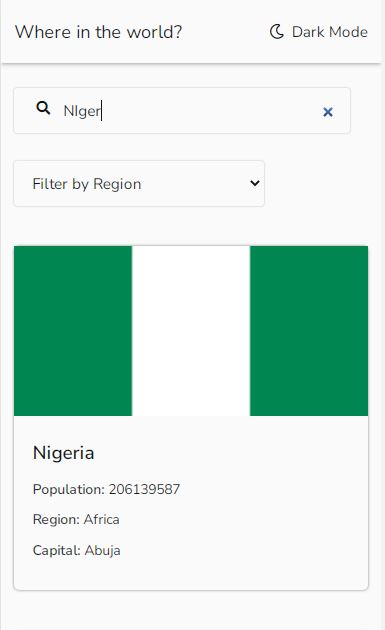 Where in the world? Dark Mode
NIger
Filter by Region
Nigeria
Population: 206139587
Region: Africa
Capital: Abuja